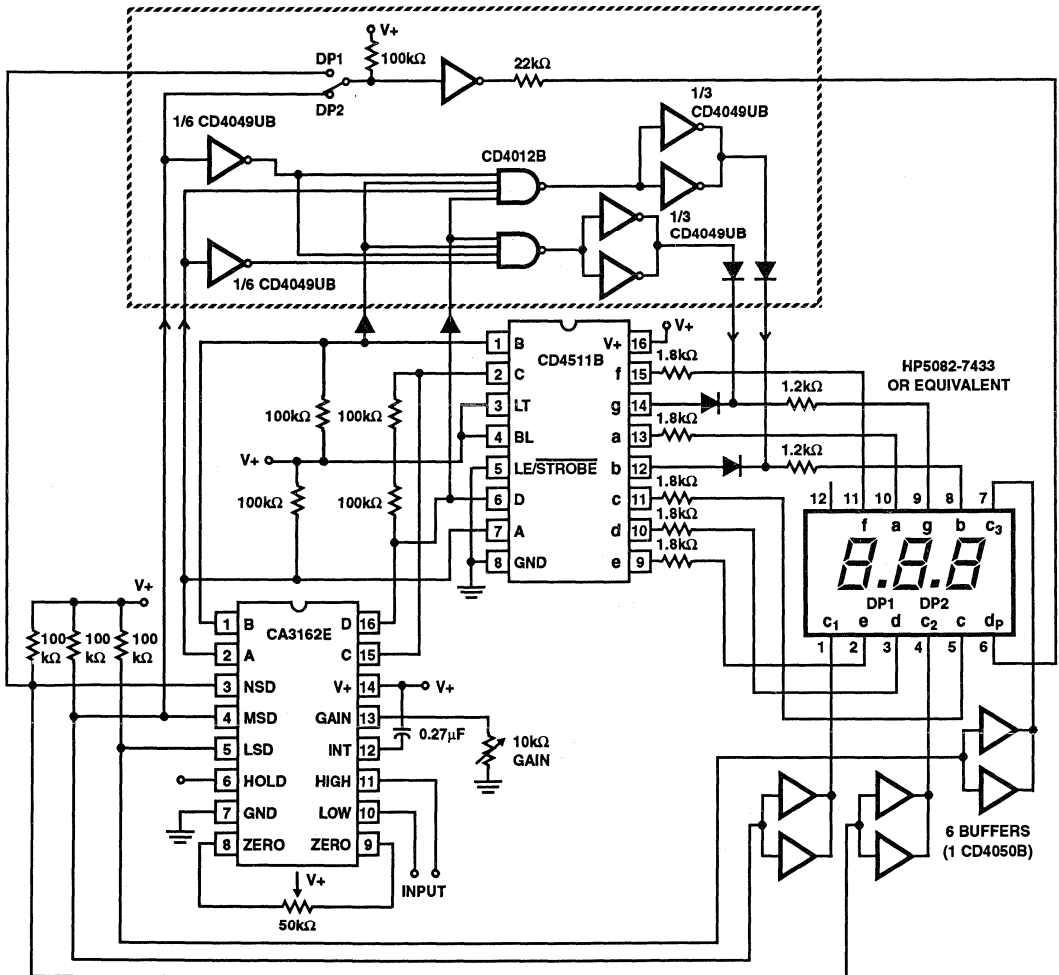 V+
100kΩ
DP1
DP2
22kΩ
1/3
CD4049UB
1/6 CD4049UB
CD4012B
1/3
CD4049UB
1/6 CD4049UB
V+
1 B
2 C
3 LT
4 BL
5 LE/STROBE
6 D
7 A
8 GND
CD4511B
V+ 16
f 15
g 14
a 13
b 12
c 11
d 10
e 9
1.8kΩ
1.8kΩ
1.8kΩ
1.8kΩ
1.8kΩ
1.2kΩ
1.2kΩ
HP5082-7433
OR EQUIVALENT
100kΩ
100kΩ
V+
100kΩ
100kΩ
12 11 10 9 8 7
f a g b c3
8.8.8
DP1 DP2
c1 e d c2 c dP
1 2 3 4 5 6
V+
100
kΩ
100
kΩ
100
kΩ
CA3162E
1 B
2 A
3 NSD
4 MSD
5 LSD
6 HOLD
7 GND
8 ZERO
D 16
C 15
V+ 14
GAIN 13
INT 12
HIGH 11
LOW 10
ZERO 9
V+
0.27µF
10kΩ
GAIN
V+
50kΩ
INPUT
6 BUFFERS
(1 CD4050B)